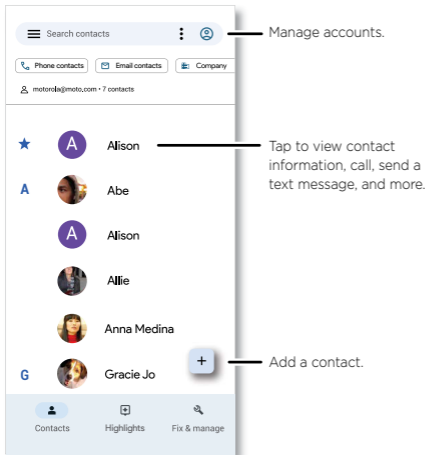 Search contacts
Manage accounts.
Phone contacts Email contacts Company
motorola@moto.com • 7 contacts
★ A Alison
Tap to view contact
information, call, send a
text message, and more.
A Abe
A Alison
Allie
Anna Medina
+
Add a contact.
G Gracie Jo
Contacts Highlights Fix & manage